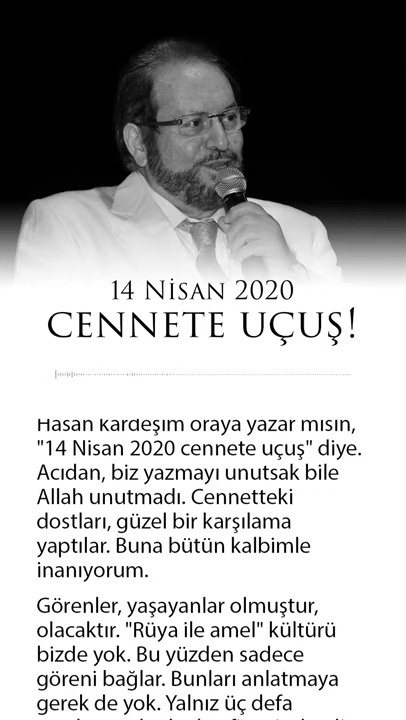 14 NİSAN 2020
CENNETE UÇUŞ!
Hasan kardeşim oraya yazar mısın,
"14 Nisan 2020 cennete uçuş" diye.
Acıdan, biz yazmayı unutsak bile
Allah unutmadı. Cennetteki
dostları, güzel bir karşılama
yaptılar. Buna bütün kalbimle
inanıyorum.
Görenler, yaşayanlar olmuştur,
olacaktır. "Rüya ile amel" kültürü
bizde yok. Bu yüzden sadece
göreni bağlar. Bunları anlatmaya
gerek de yok. Yalnız üç defa